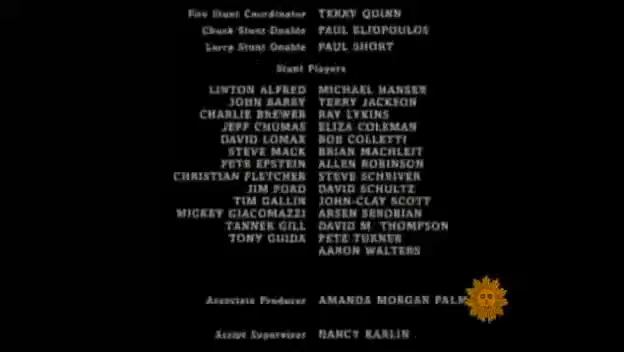 Fire Stunt Coordinator TERRY QUINN
Chuck Stunt Double PAUL ELIOPOULOS
Larry Stunt Double PAUL SHORT
Stunt Players
LINTON ALFRED MICHAEL HANSEN
JOHN BARRY TERRY JACKSON
CHARLIE BREWER RAY LYKINS
JEFF CHUMAS ELIZA COLEMAN
DAVID LOMAX BOB COLLETTI
STEVE MACK BRIAN MACHLEIT
PETE EPSTEIN ALLEN ROBINSON
CHRISTIAN FLETCHER STEVE SCHRIVER
JIM FORD DAVID SCHULTZ
TIM GALLIN JOHN-CLAY SCOTT
MICKEY GIACOMAZZI ARSEN
TANNER GILL DAVID M. THOMPSON
TONY GUIDA PETE TURNER
AARON WALTERS
Associate Producer AMANDA MORGAN PALM
Script Supervisor NANCY KARLIN